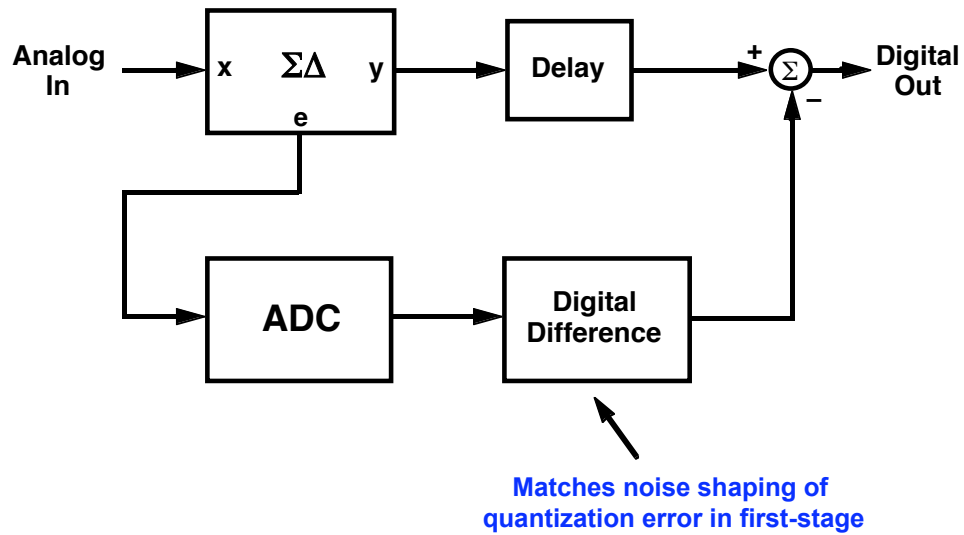 Analog
In
x
ΣΔ
y
e
Delay
+
Σ
–
Digital
Out
ADC
Digital
Difference
Matches noise shaping of
quantization error in first-stage